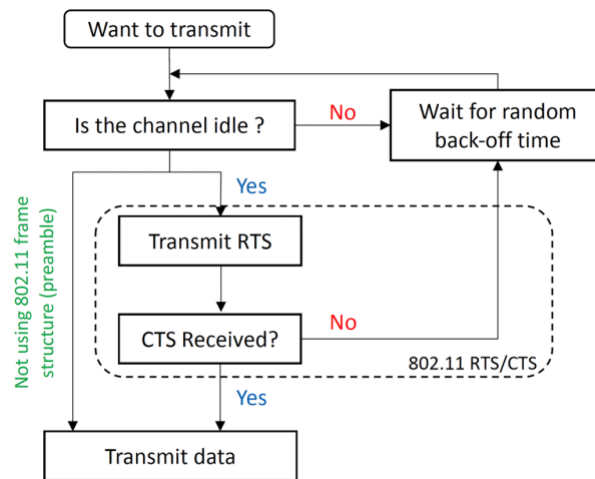 Want to transmit
Is the channel idle ?
No
Wait for random
back-off time
Yes
Not using 802.11 frame
structure (preamble)
Transmit RTS
CTS Received?
No
802.11 RTS/CTS
Yes
Transmit data